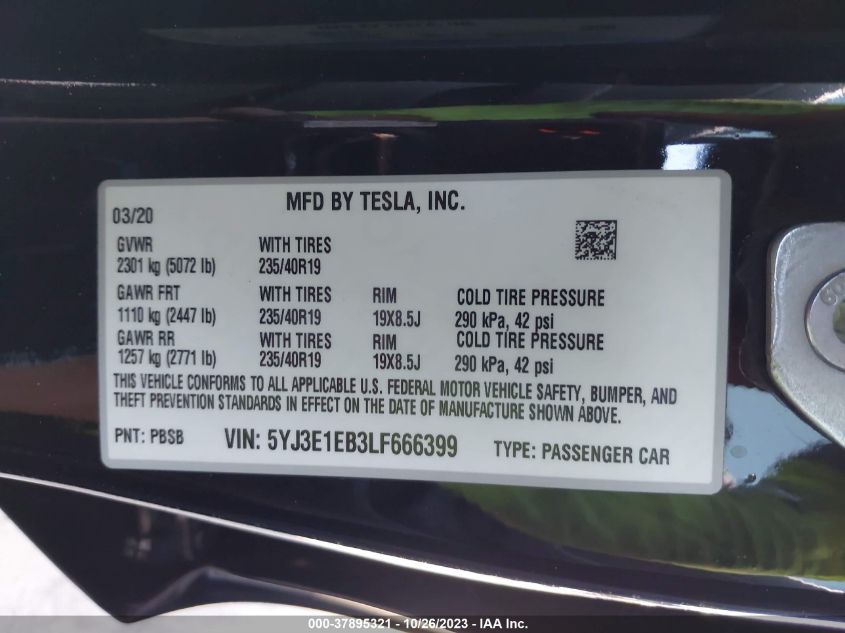 MFD BY TESLA, INC.
03/20
GVWR WITH TIRES
2301 kg (5072 lb) 235/40R19
GAWR FRT WITH TIRES RIM COLD TIRE PRESSURE
1110 kg (2447 lb) 235/40R19 19X8.5J 290 kPa, 42 psi
GAWR RR WITH TIRES RIM COLD TIRE PRESSURE
1257 kg (2771 lb) 235/40R19 19X8.5J 290 kPa, 42 psi
THIS VEHICLE CONFORMS TO ALL APPLICABLE U.S. FEDERAL MOTOR VEHICLE SAFETY, BUMPER, AND
THEFT PREVENTION STANDARDS IN EFFECT ON THE DATE OF MANUFACTURE SHOWN ABOVE.
PNT: PBSB VIN: 5YJ3E1EB3LF666399 TYPE: PASSENGER CAR
000-37895321 - 10/26/2023 - IAA Inc.